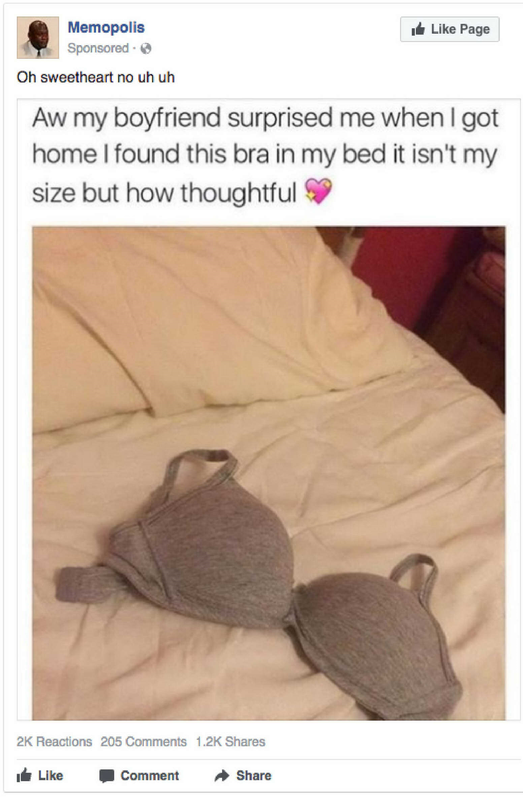 Memopolis
Like Page
Sponsored ·
Oh sweetheart no uh uh
Aw my boyfriend surprised me when I got
home I found this bra in my bed it isn't my
size but how thoughtful 💖
2K Reactions 205 Comments 1.2K Shares
Like Comment Share